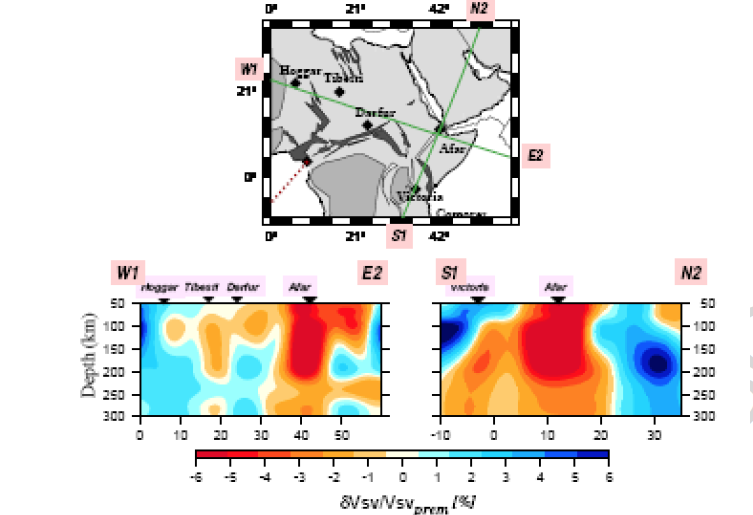 0° 21° 42° N2
W1
Hoggar Tibesti
21°
Darfur
Afar
E2
0°
Victoria
Comores
0° 21° 42°
S1
W1 E2 S1 N2
Hoggar Tibesti Darfur Afar Victoria Afar
50 50
100 100
150 150
200 200
250 250
300 300
Depth (km)
0 10 20 30 40 50 -10 0 10 20 30
-6 -5 -4 -3 -2 -1 0 1 2 3 4 5 6
δVsv/Vsvprem [%]